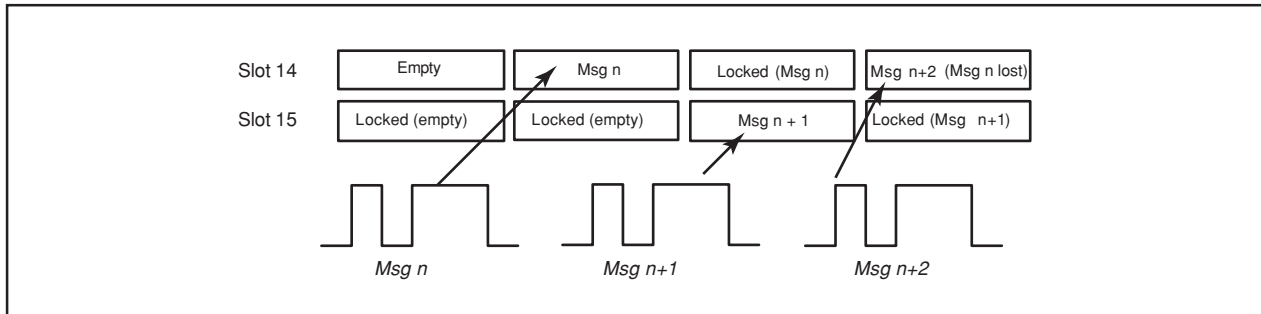 Slot 14 Empty Msg n Locked (Msg n) Msg n+2 (Msg n lost)
Slot 15 Locked (empty) Locked (empty) Msg n + 1 Locked (Msg n+1)
Msg n Msg n+1 Msg n+2